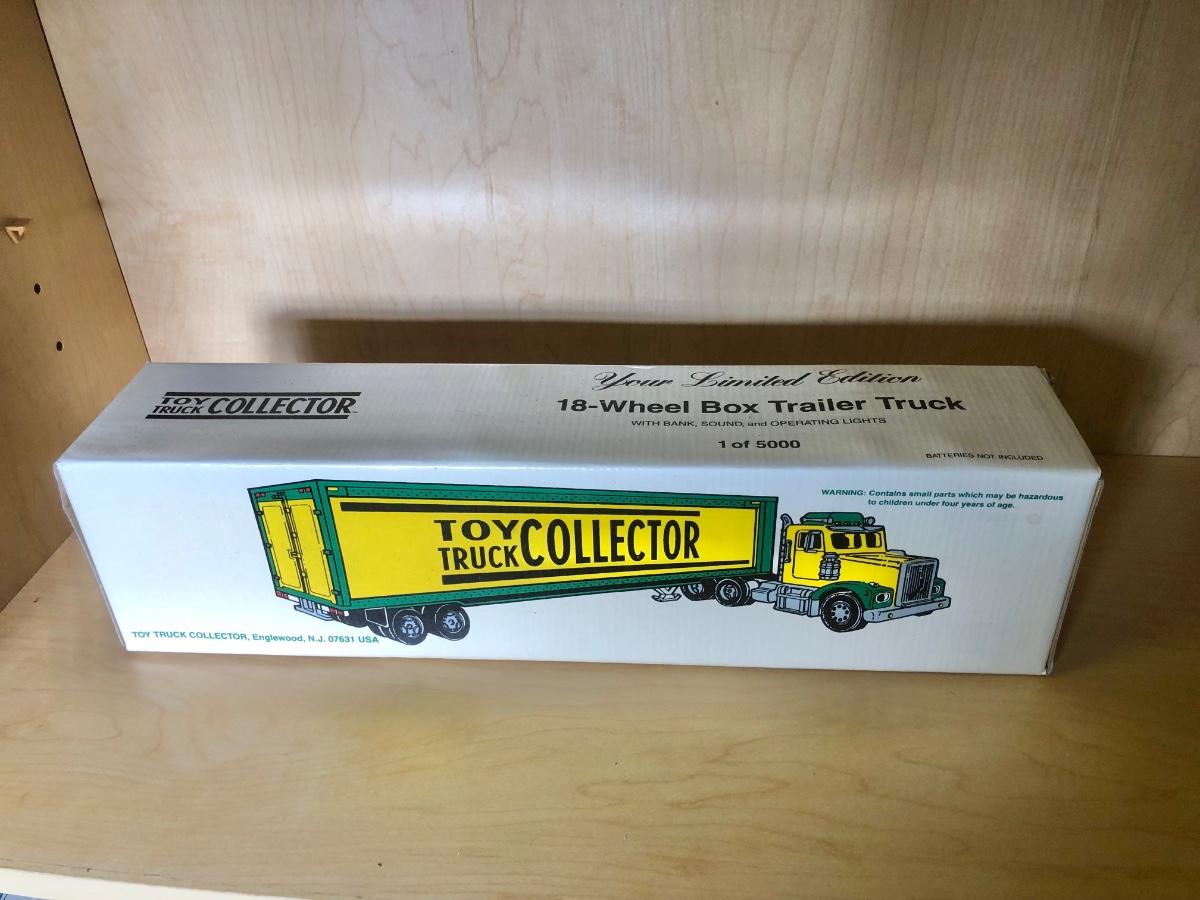 TOY
TRUCK COLLECTOR™
Your Limited Edition
18-Wheel Box Trailer Truck
WITH BANK, SOUND, and OPERATING LIGHTS
1 of 5000
BATTERIES NOT INCLUDED
WARNING: Contains small parts which may be hazardous
to children under four years of age.
TOY
TRUCK COLLECTOR
TOY TRUCK COLLECTOR, Englewood, N.J. 07631 USA